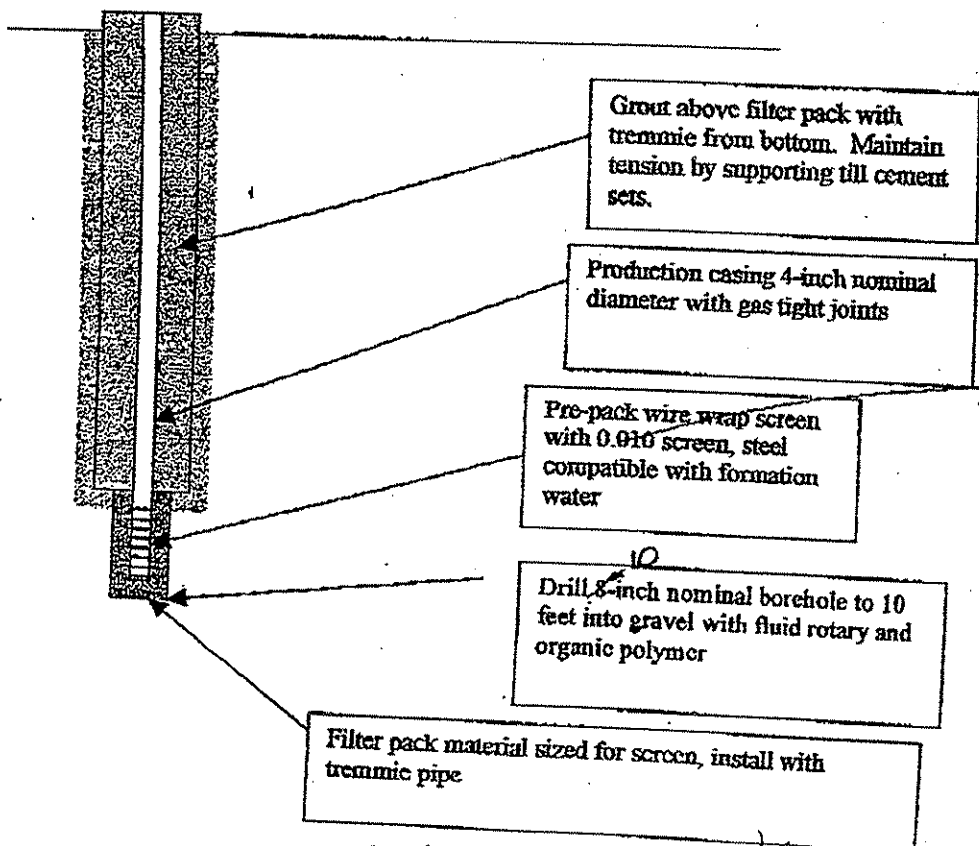 Grout above filter pack with
tremmie from bottom. Maintain
tension by supporting till cement
sets.
Production casing 4-inch nominal
diameter with gas tight joints
Pre-pack wire wrap screen
with 0.010 screen, steel
compatible with formation
water
10
Drill 8-inch nominal borehole to 10
feet into gravel with fluid rotary and
organic polymer
Filter pack material sized for screen, install with
tremmie pipe